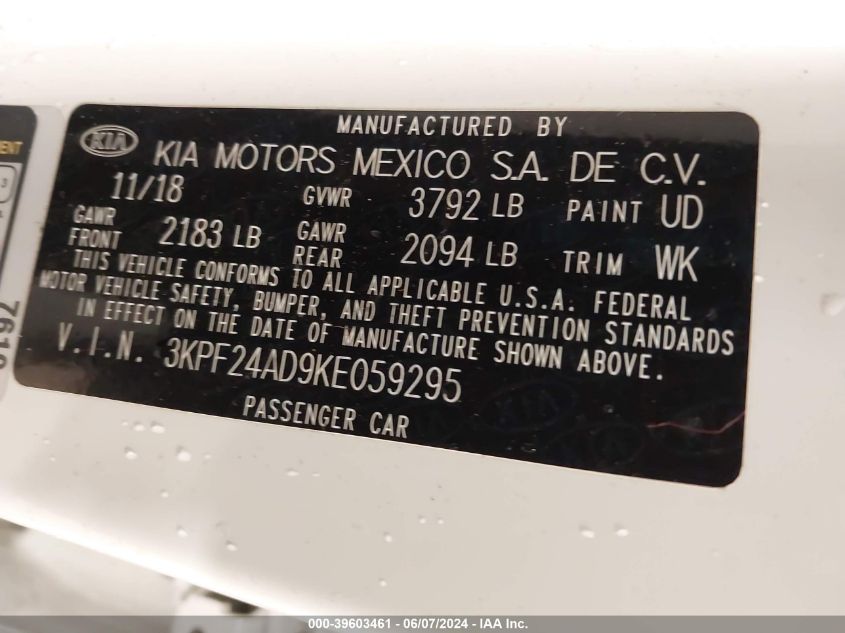 MANUFACTURED BY
KIA KIA MOTORS MEXICO S.A. DE C.V.
11/18 GVWR 3792 LB PAINT UD
GAWR FRONT 2183 LB GAWR REAR 2094 LB TRIM WK
THIS VEHICLE CONFORMS TO ALL APPLICABLE U.S.A. FEDERAL
MOTOR VEHICLE SAFETY, BUMPER, AND THEFT PREVENTION STANDARDS
IN EFFECT ON THE DATE OF MANUFACTURE SHOWN ABOVE.
V.I.N. 3KPF24AD9KE059295
PASSENGER CAR
000-39603461 - 06/07/2024 - IAA Inc.